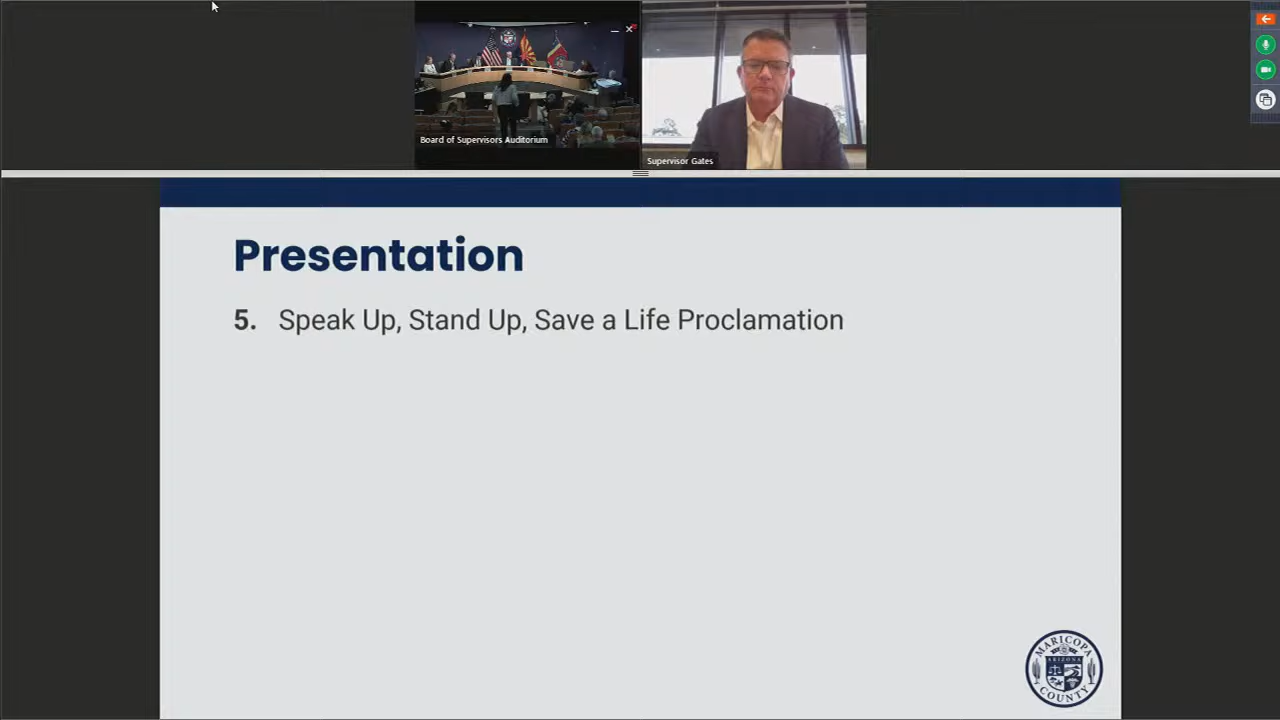 Board of Supervisors Auditorium
Supervisor Gates
Presentation
5. Speak Up, Stand Up, Save a Life Proclamation
MARICOPA
ARIZONA
COUNTY